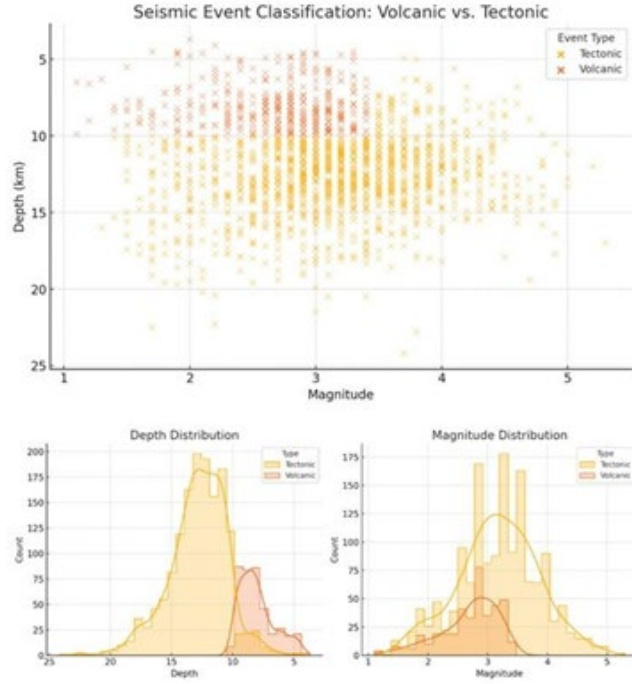 Seismic Event Classification: Volcanic vs. Tectonic
Event Type
Tectonic
Volcanic
5
10
15
20
25
Depth (km)
1 2 3 4 5
Magnitude
Depth Distribution
Type
Tectonic
Volcanic
200
175
150
125
100
75
50
25
0
Count
25 20 15 10 5
Depth
Magnitude Distribution
Type
Tectonic
Volcanic
175
150
125
100
75
50
25
0
Count
1 2 3 4 5
Magnitude